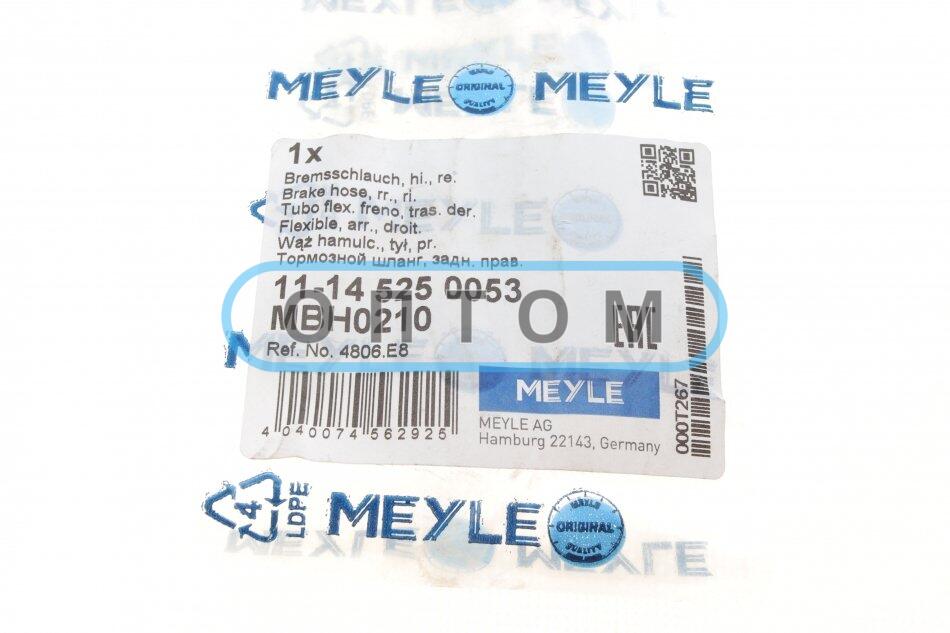 MEYLE ORIGINAL QUALITY MEYLE
1x
Bremsschlauch, hi., re.
Brake hose, rr., ri.
Tubo flex. freno, tras. der.
Flexible, arr., droit.
Wąż hamulc., tył, pr.
Тормозной шланг, задн. прав.
11-14 525 0053
MBH0210
ОПТОМ
EAC
Ref. No. 4806.E8
MEYLE
4 040074 562925
MEYLE AG
Hamburg 22143, Germany
000T267
4 LDPE
MEYLE MEYLE ORIGINAL QUALITY